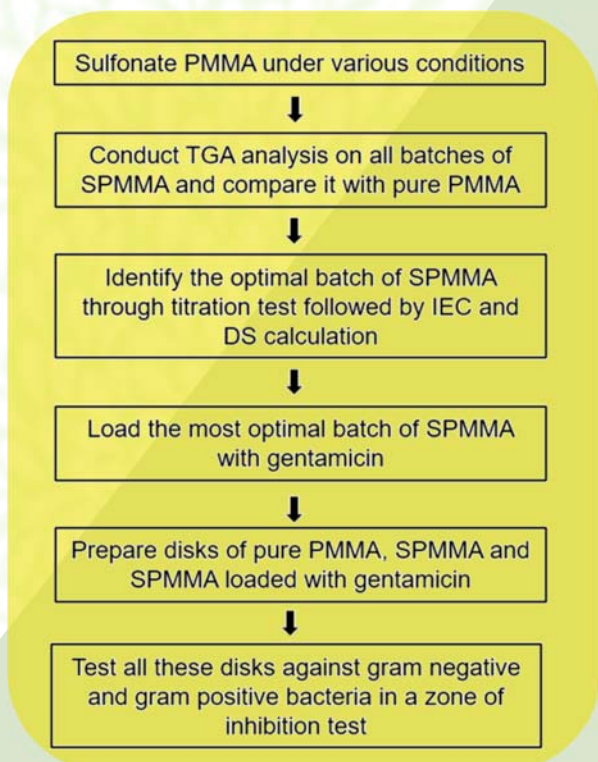 Sulfonate PMMA under various conditions
Conduct TGA analysis on all batches of
SPMMA and compare it with pure PMMA
Identify the optimal batch of SPMMA
through titration test followed by IEC and
DS calculation
Load the most optimal batch of SPMMA
with gentamicin
Prepare disks of pure PMMA, SPMMA and
SPMMA loaded with gentamicin
Test all these disks against gram negative
and gram positive bacteria in a zone of
inhibition test